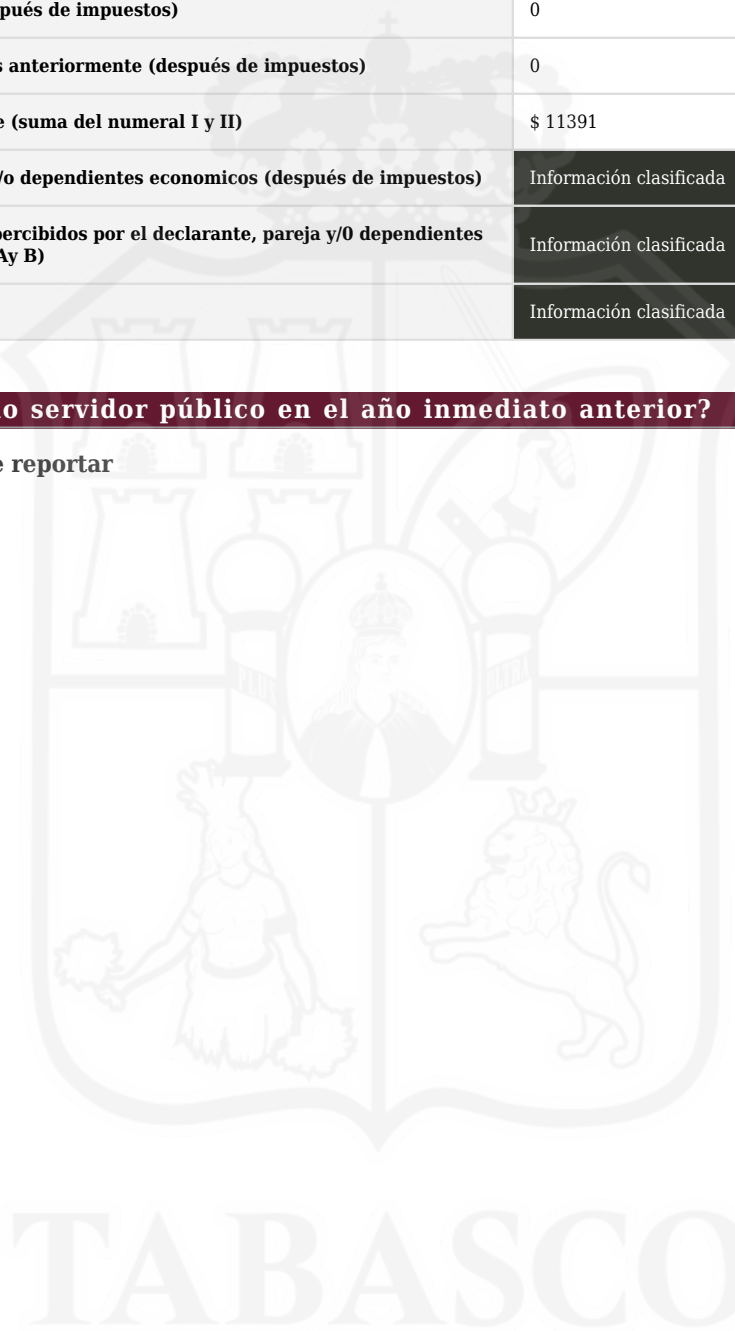 pués de impuestos) 0
s anteriormente (después de impuestos) 0
e (suma del numeral I y II) $ 11391
/o dependientes economicos (después de impuestos) Información clasificada
percibidos por el declarante, pareja y/0 dependientes Información clasificada
Ay B)
Información clasificada
o servidor público en el año inmediato anterior?
e reportar
PLUS ULTRA
TABASCO